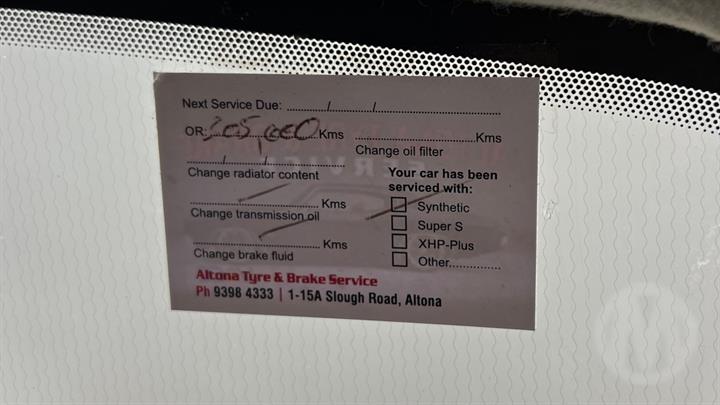 Next Service Due: ......../......../........
OR: 305,000 Kms
....................Kms
Change oil filter
......../......../........
Change radiator content
.................... Kms
Change transmission oil
.................... Kms
Change brake fluid
Your car has been
serviced with:
Synthetic
Super S
XHP-Plus
Other..............
Altona Tyre & Brake Service
Ph 9398 4333 | 1-15A Slough Road, Altona